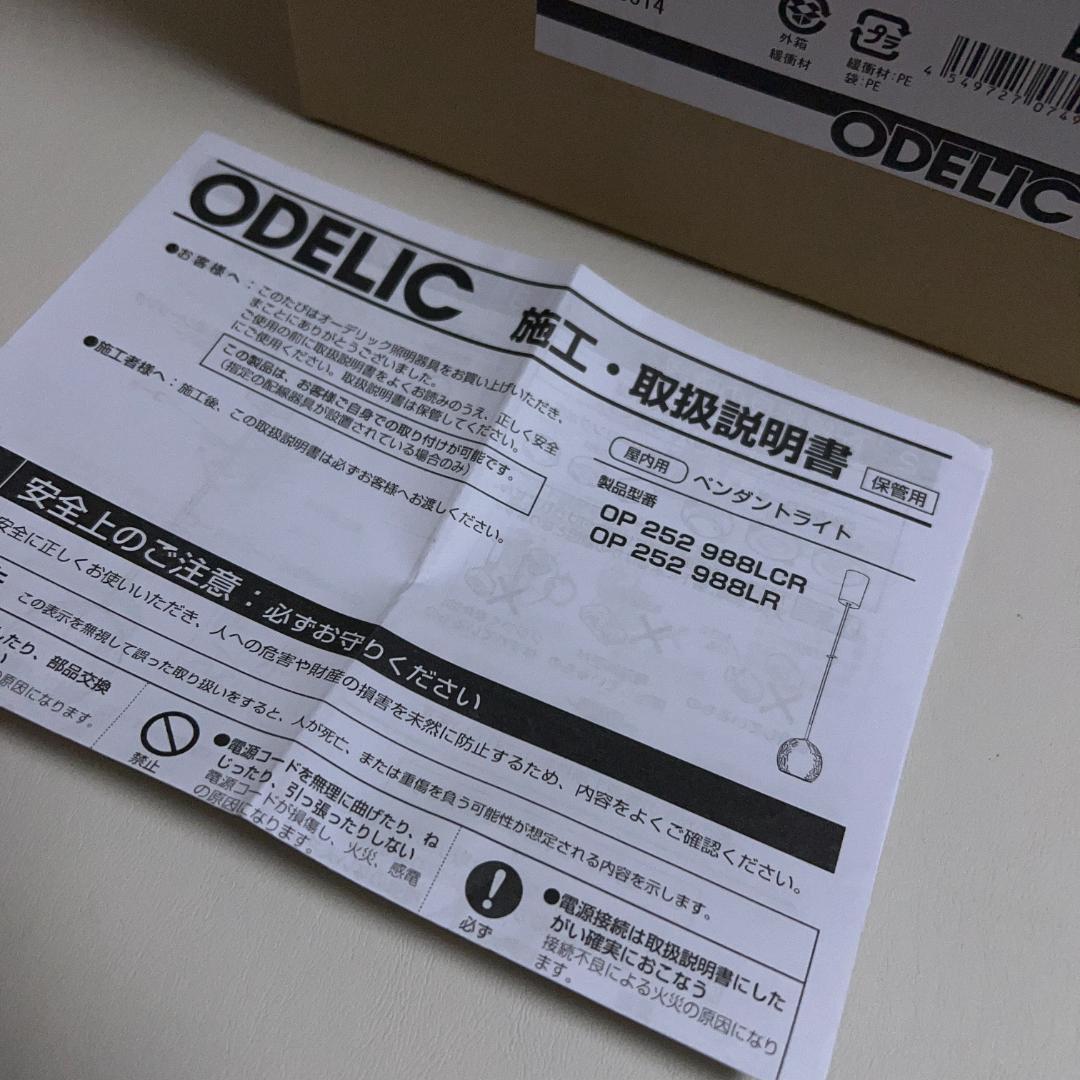 外箱
緩衝材
プラ
緩衝材:PE
袋:PE
ODELIC
ODELIC
施工・取扱説明書
保管用
●お客様へ:このたびはオーデリック照明器具をお買い上げいただき、
まことにありがとうございました。
ご使用の前に取扱説明書をよくお読みのうえ、正しく安全
にご使用ください。取扱説明書は保管してください。
この製品は、お客様ご自身での取り付けが可能です。
(指定の配線器具が設置されている場合のみ)
●施工者様へ:施工後、この取扱説明書は必ずお客様へお渡しください。
屋内用
ペンダントライト
製品型番
OP 252 988LCR
OP 252 988LR
安全上のご注意:必ずお守りください
安全に正しくお使いいただき、人への危害や財産の損害を未然に防止するため、内容をよくご確認ください。
この表示を無視して誤った取り扱いをすると、人が死亡、または重傷を負う可能性が想定される内容を示します。
したり、部品交換
原因になります。
禁止
●電源コードを無理に曲げたり、ね
じったり、引っ張ったりしない
電源コードが損傷し、火災、感電
の原因になります。
必ず
●電源接続は取扱説明書にした
がい確実におこなう
接続不良による火災の原因になり
ます。